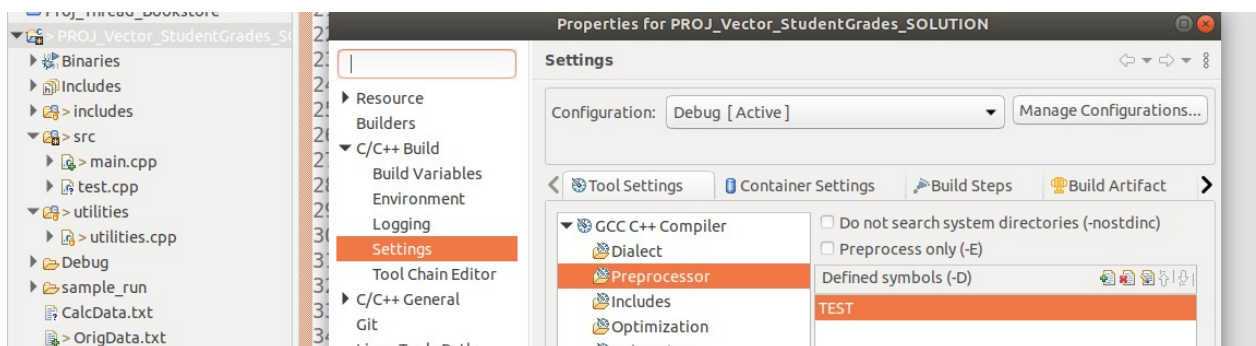 Proj_Thread_Bookstore
> PROJ_Vector_StudentGrades_S
Binaries
Includes
> includes
> src
> main.cpp
test.cpp
> utilities
> utilities.cpp
Debug
sample_run
CalcData.txt
> OrigData.txt
Properties for PROJ_Vector_StudentGrades_SOLUTION
Resource
Builders
C/C++ Build
Build Variables
Environment
Logging
Settings
Tool Chain Editor
C/C++ General
Git
Settings
Configuration: Debug [ Active ] Manage Configurations...
Tool Settings Container Settings Build Steps Build Artifact
GCC C++ Compiler
Dialect
Preprocessor
Includes
Optimization
Do not search system directories (-nostdinc)
Preprocess only (-E)
Defined symbols (-D)
TEST